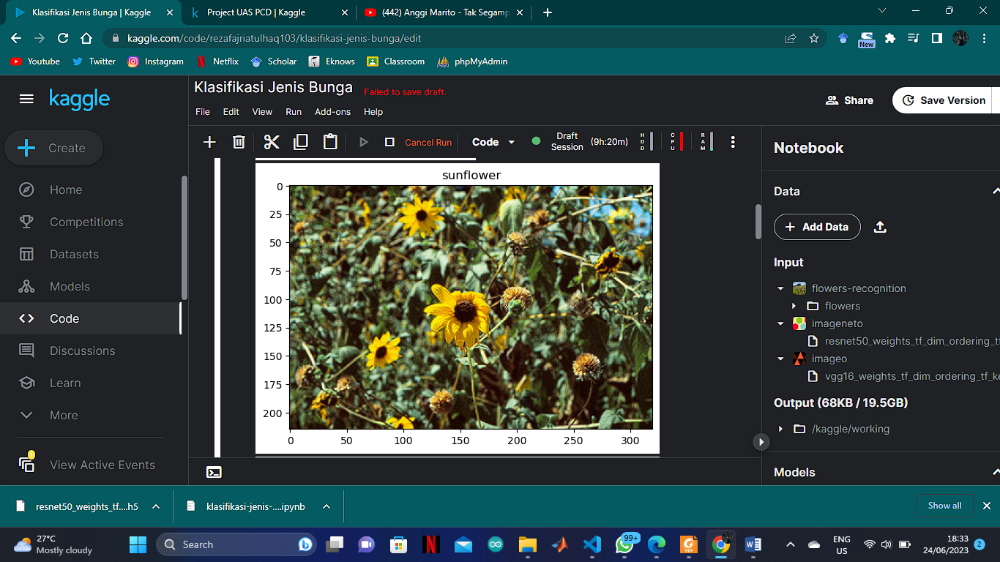 Klasifikasi Jenis Bunga | Kaggle
Project UAS PCD | Kaggle
(442) Anggi Marito - Tak Segamp
kaggle.com/code/rezafajriatulhaq103/klasifikasi-jenis-bunga/edit
New
Youtube
Twitter
Instagram
Netflix
Scholar
Eknows
Classroom
phpMyAdmin
kaggle
Klasifikasi Jenis Bunga
Failed to save draft.
File
Edit
View
Run
Add-ons
Help
Share
Save Version
Create
Home
Competitions
Datasets
Models
Code
Discussions
Learn
More
View Active Events
Cancel Run
Code
Draft Session
(9h:20m)
HDD
CPU
RAM
sunflower
0
25
50
75
100
125
150
175
200
0
50
100
150
200
250
300
Notebook
Data
Add Data
Input
flowers-recognition
flowers
imageneto
resnet50_weights_tf_dim_ordering_tf
imageo
vgg16_weights_tf_dim_ordering_tf_ke
Output (68KB / 19.5GB)
/kaggle/working
Models
resnet50_weights_tf....h5
klasifikasi-jenis-....ipynb
Show all
27°C
Mostly cloudy
Search
99+
PDF
ENG
US
18:33
24/06/2023
2